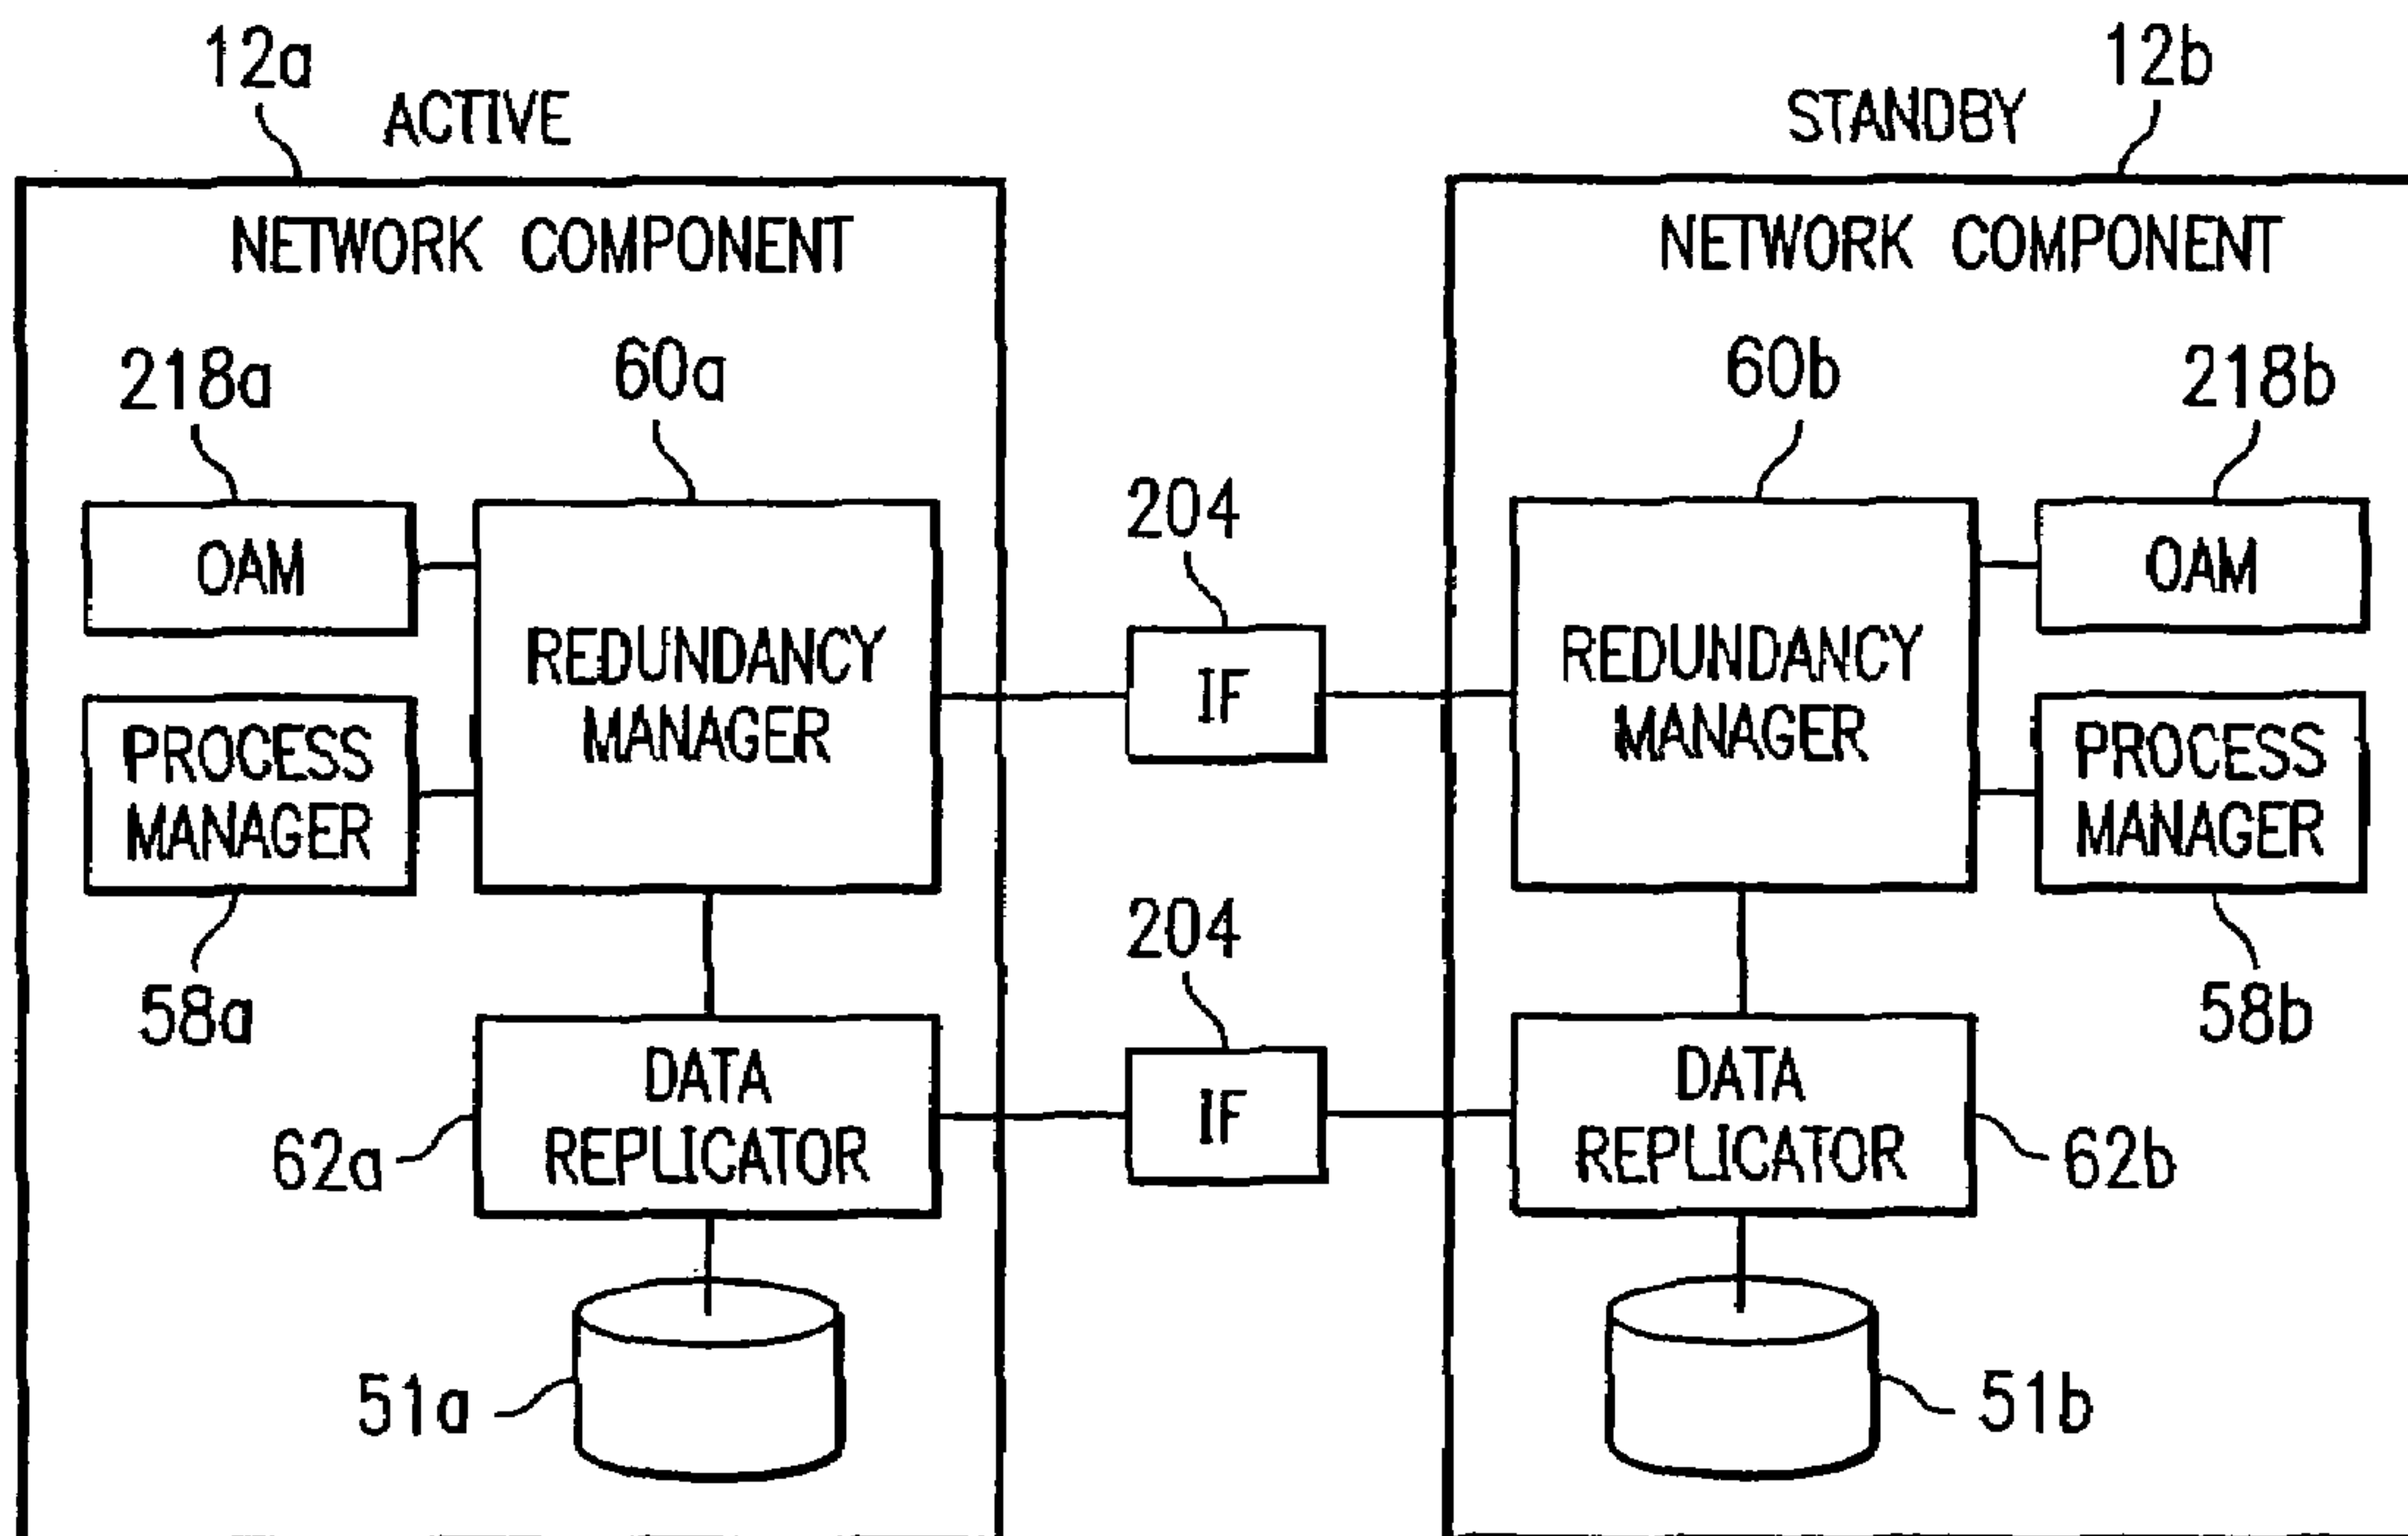 12a
ACTIVE
12b
STANDBY
NETWORK COMPONENT
NETWORK COMPONENT
218a
60a
60b
218b
204
OAM
OAM
REDUNDANCY
MANAGER
IF
REDUNDANCY
MANAGER
PROCESS
MANAGER
PROCESS
MANAGER
204
58a
58b
DATA
REPLICATOR
IF
DATA
REPLICATOR
62a
62b
51a
51b